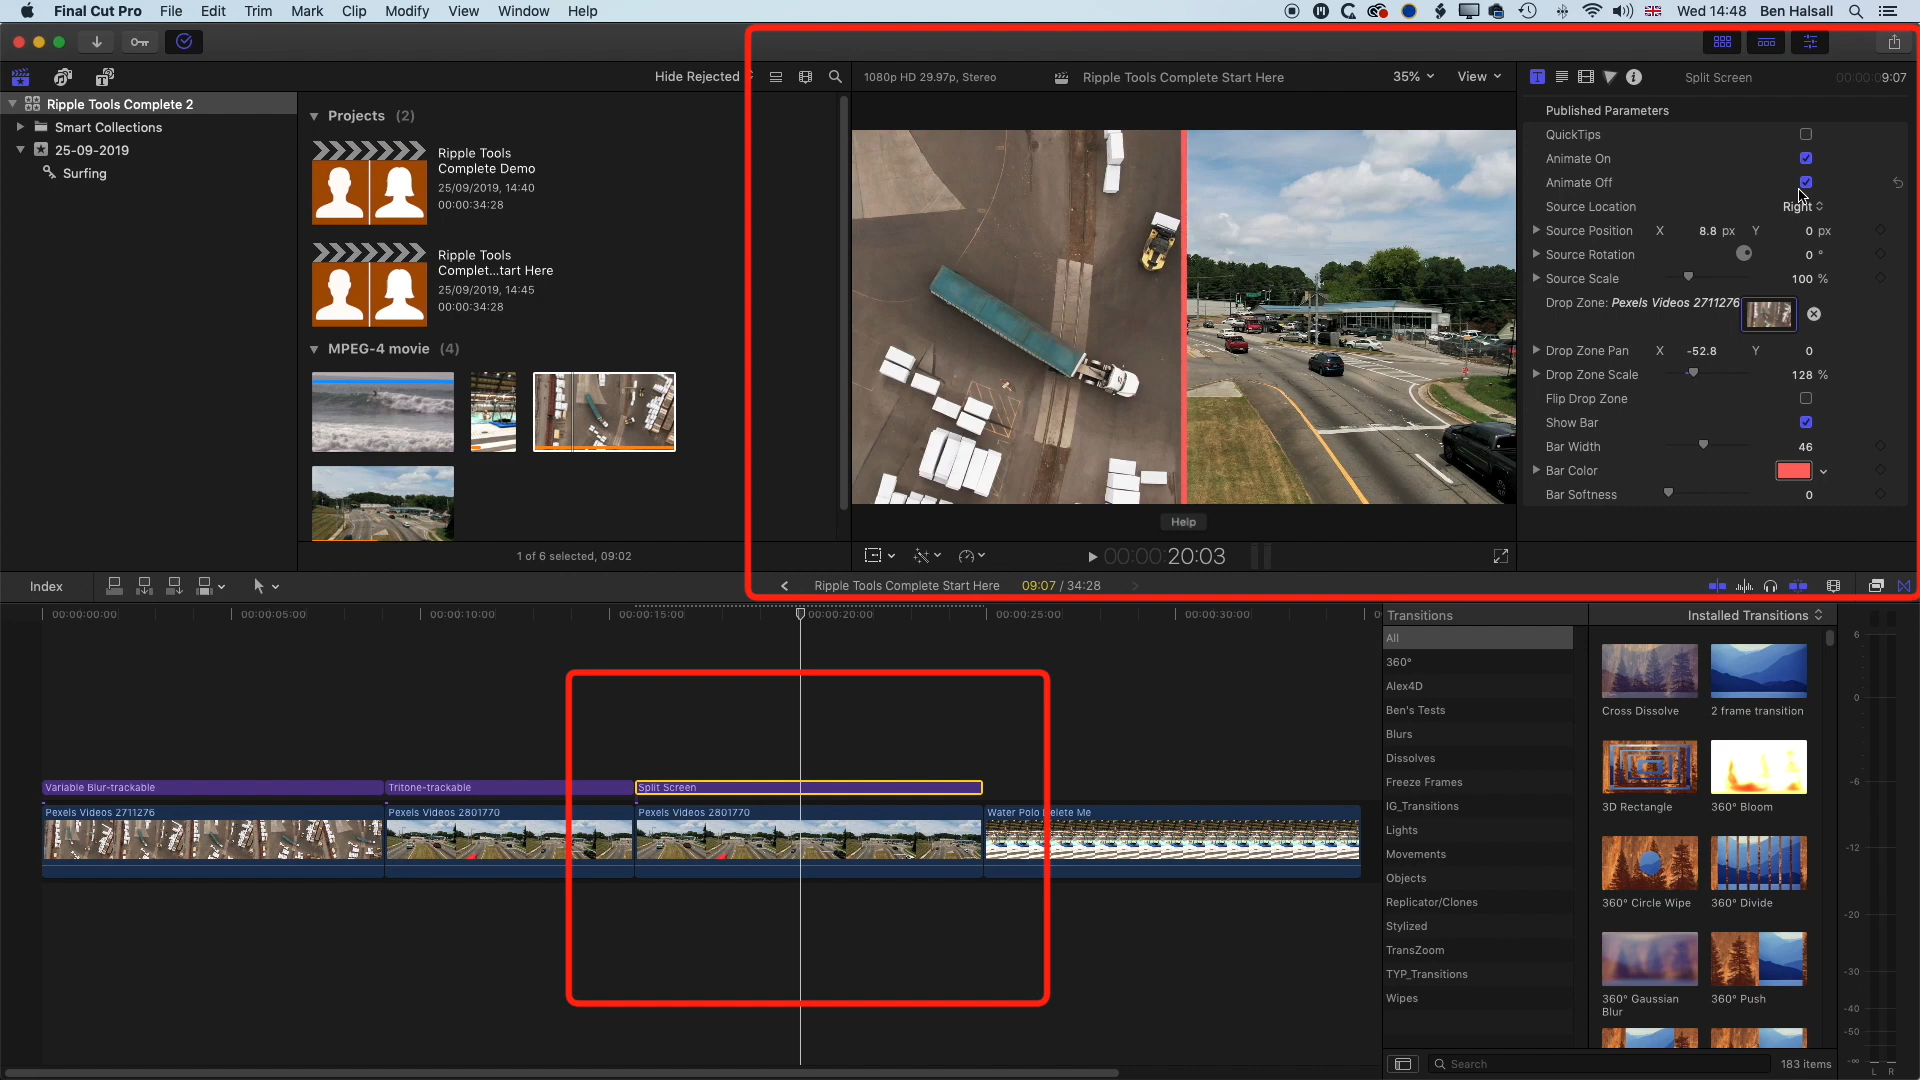 Final Cut Pro File Edit Trim Mark Clip Modify View Window Help
Wed 14:48 Ben Halsall
Hide Rejected
1080p HD 29.97p, Stereo
Ripple Tools Complete Start Here
35%
View
Split Screen
9:07
Ripple Tools Complete 2
Smart Collections
25-09-2019
Surfing
Projects (2)
Ripple Tools
Complete Demo
25/09/2019, 14:40
00:00:34:28
Ripple Tools
Complet...tart Here
25/09/2019, 14:45
00:00:34:28
MPEG-4 movie (4)
1 of 6 selected, 09:02
Help
00:00:00:20:03
Published Parameters
QuickTips
Animate On
Animate Off
Source Location Right
Source Position X 8.8 px Y 0 px
Source Rotation 0 °
Source Scale 100 %
Drop Zone: Pexels Videos 2711276
Drop Zone Pan X -52.8 Y 0
Drop Zone Scale 128 %
Flip Drop Zone
Show Bar
Bar Width 46
Bar Color
Bar Softness 0
Index
Ripple Tools Complete Start Here 09:07 / 34:28
00:00:00:00 00:00:05:00 00:00:10:00 00:00:15:00 00:00:20:00 00:00:25:00 00:00:30:00
Variable Blur-trackable Tritone-trackable Split Screen
Pexels Videos 2711276 Pexels Videos 2801770 Pexels Videos 2801770 Water Polo Delete Me
Transitions
Installed Transitions
All
360°
Alex4D
Ben's Tests
Blurs
Dissolves
Freeze Frames
IG_Transitions
Lights
Movements
Objects
Replicator/Clones
Stylized
TransZoom
TYP_Transitions
Wipes
Cross Dissolve 2 frame transition
3D Rectangle 360° Bloom
360° Circle Wipe 360° Divide
360° Gaussian Blur 360° Push
Search
183 items
6
0
-6
-12
-20
-30
-40
-50
-∞
L R